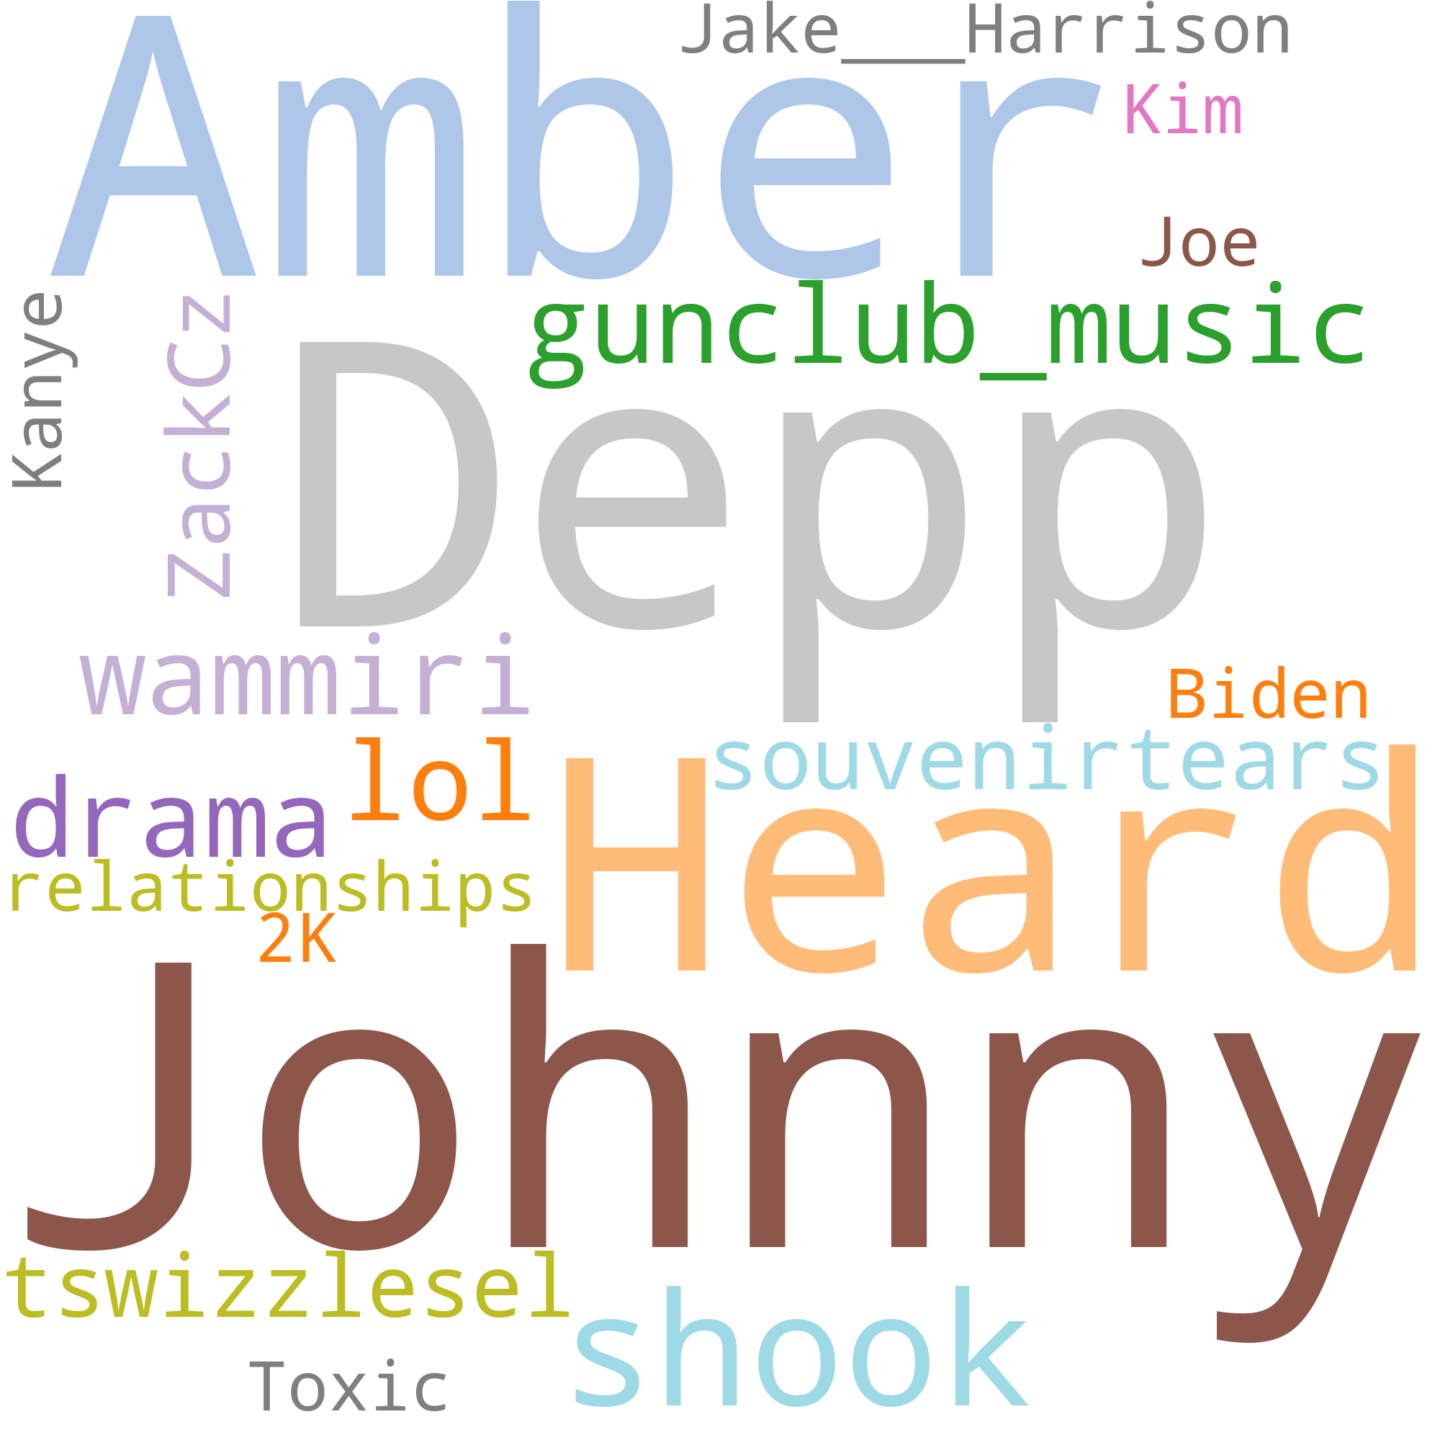 Jake___Harrison
Amber
Kim
Joe
Kanye
ZackCz
gunclub_music
Depp
wammiri
Biden
souvenirtears
lol
drama
Heard
relationships
2K
Johnny
tswizzlesel
shook
Toxic